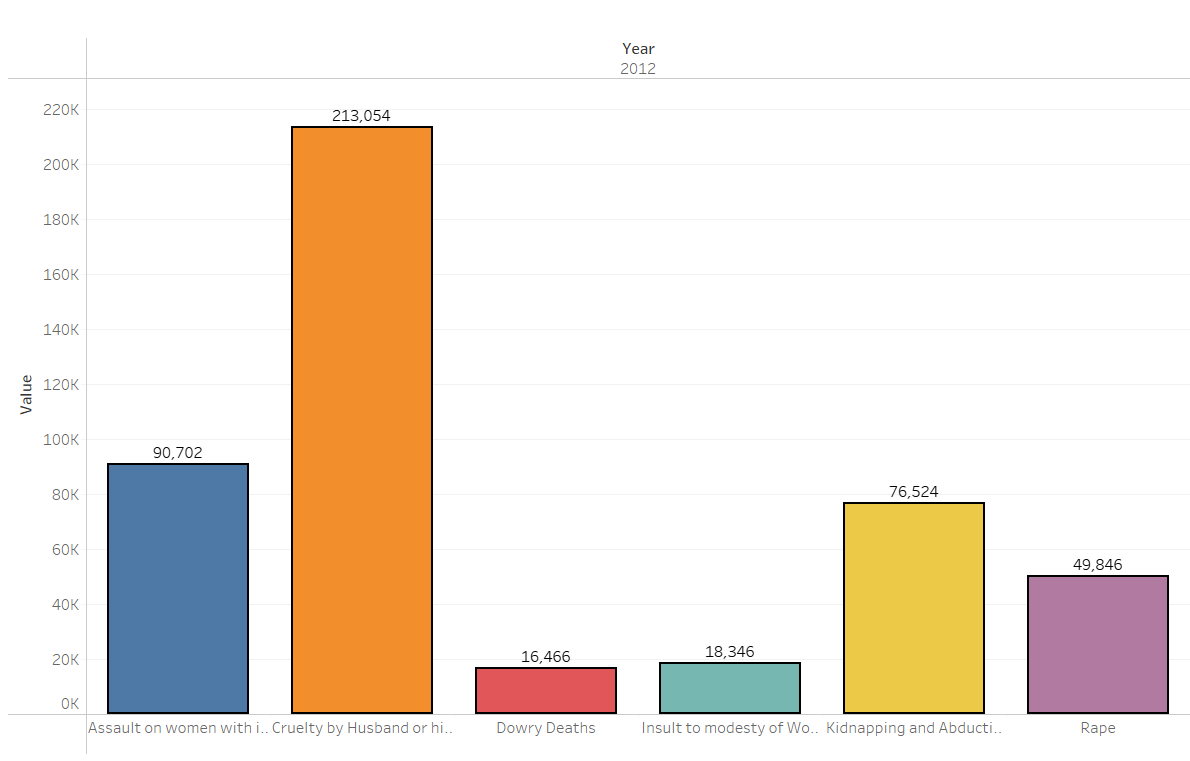 Year
2012
220K
200K
180K
160K
140K
120K
100K
80K
60K
40K
20K
0K
Value
213,054
90,702
76,524
49,846
18,346
16,466
Assault on women with i..
Cruelty by Husband or hi..
Dowry Deaths
Insult to modesty of Wo..
Kidnapping and Abducti..
Rape